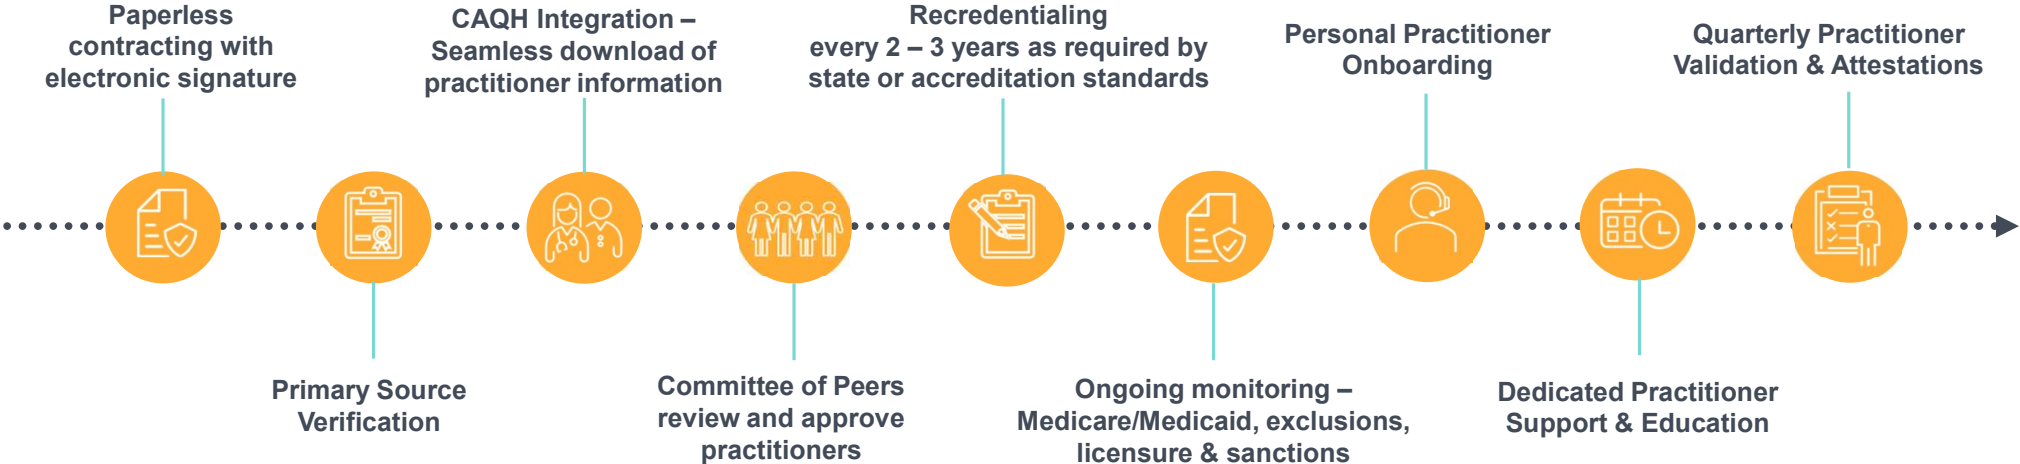 Paperless
contracting with
electronic signature
Primary Source
Verification
CAQH Integration –
Seamless download of
practitioner information
Committee of Peers
review and approve
practitioners
Recredentialing
every 2 – 3 years as required by
state or accreditation standards
Ongoing monitoring –
Medicare/Medicaid, exclusions,
licensure & sanctions
Personal Practitioner
Onboarding
Dedicated Practitioner
Support & Education
Quarterly Practitioner
Validation & Attestations